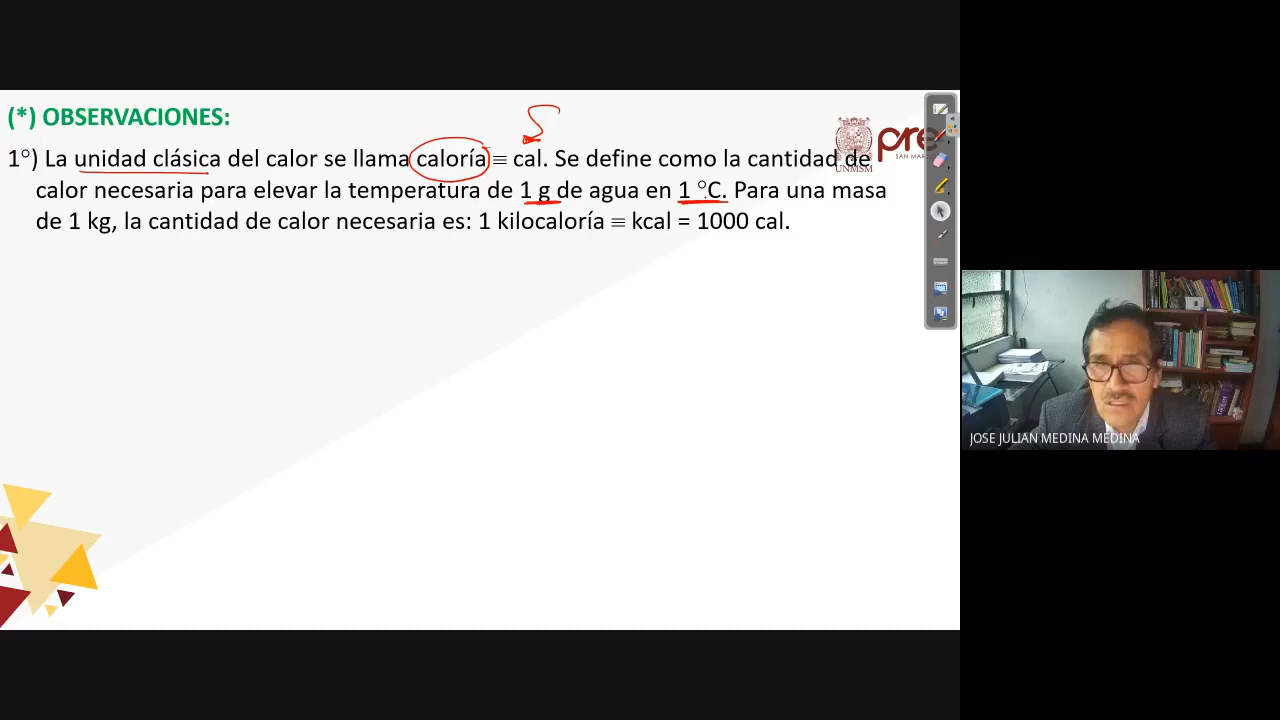 (*) OBSERVACIONES:
1°) La unidad clásica del calor se llama caloría ≡ cal. Se define como la cantidad de
calor necesaria para elevar la temperatura de 1 g de agua en 1 °C. Para una masa
de 1 kg, la cantidad de calor necesaria es: 1 kilocaloría ≡ kcal = 1000 cal.
pre
UNMSM
JOSE JULIAN MEDINA MEDINA